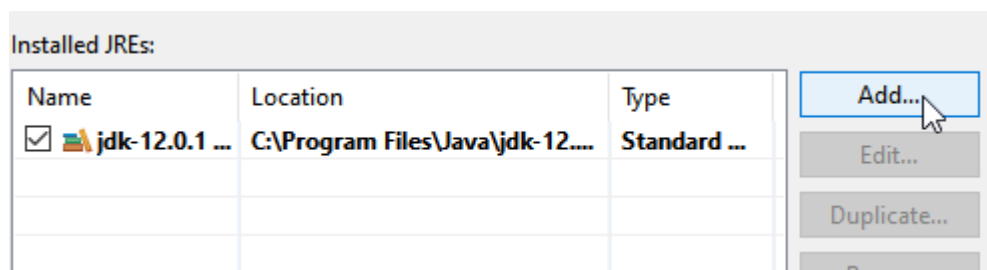 Installed JREs:
Name Location Type Add...
jdk-12.0.1 ... C:\Program Files\Java\jdk-12.... Standard ...
Edit...
Duplicate...